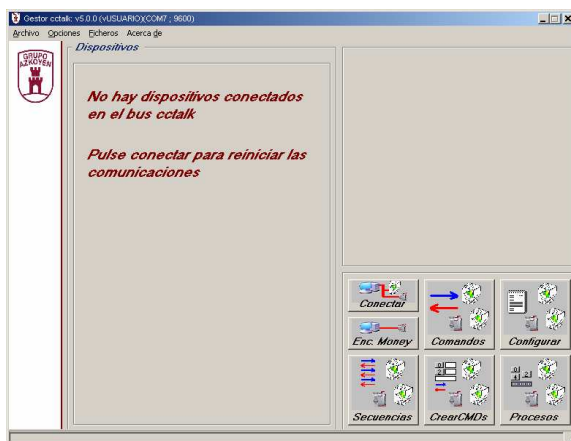 Gestor cctalk: v5.0.0 (vUSUARIO)(COM7 ; 9600)
Archivo Opciones Ficheros Acerca de
GRUPO
AZKOYEN
Dispositivos
No hay dispositivos conectados
en el bus cctalk
Pulse conectar para reiniciar las
comunicaciones
Conectar
Enc. Money
Comandos
Configurar
Secuencias
CrearCMDs
Procesos